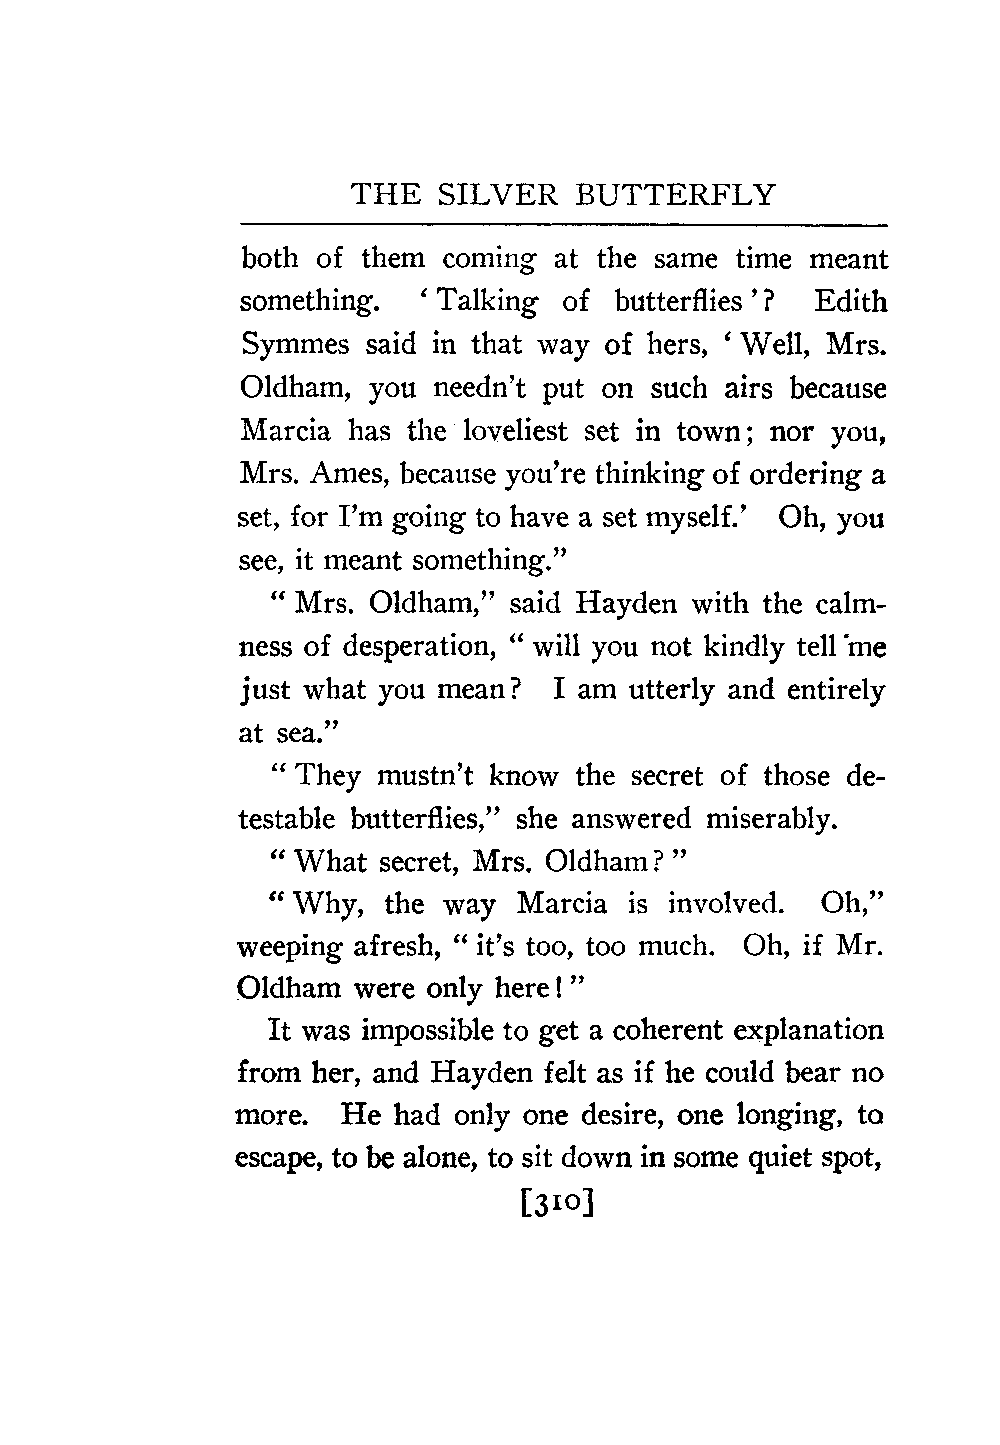 THE SILVER BUTTERFLY
both of them coming at the same time meant
something. ‘Talking of butterflies’? Edith
Symmes said in that way of hers, ‘Well, Mrs.
Oldham, you needn’t put on such airs because
Marcia has the loveliest set in town; nor you,
Mrs. Ames, because you’re thinking of ordering a
set, for I’m going to have a set myself.’ Oh, you
see, it meant something.”
“Mrs. Oldham,” said Hayden with the calm-
ness of desperation, “will you not kindly tell me
just what you mean? I am utterly and entirely
at sea.”
“They mustn’t know the secret of those de-
testable butterflies,” she answered miserably.
“What secret, Mrs. Oldham?”
“Why, the way Marcia is involved. Oh,”
weeping afresh, “it’s too, too much. Oh, if Mr.
Oldham were only here!”
It was impossible to get a coherent explanation
from her, and Hayden felt as if he could bear no
more. He had only one desire, one longing, to
escape, to be alone, to sit down in some quiet spot,
[310]